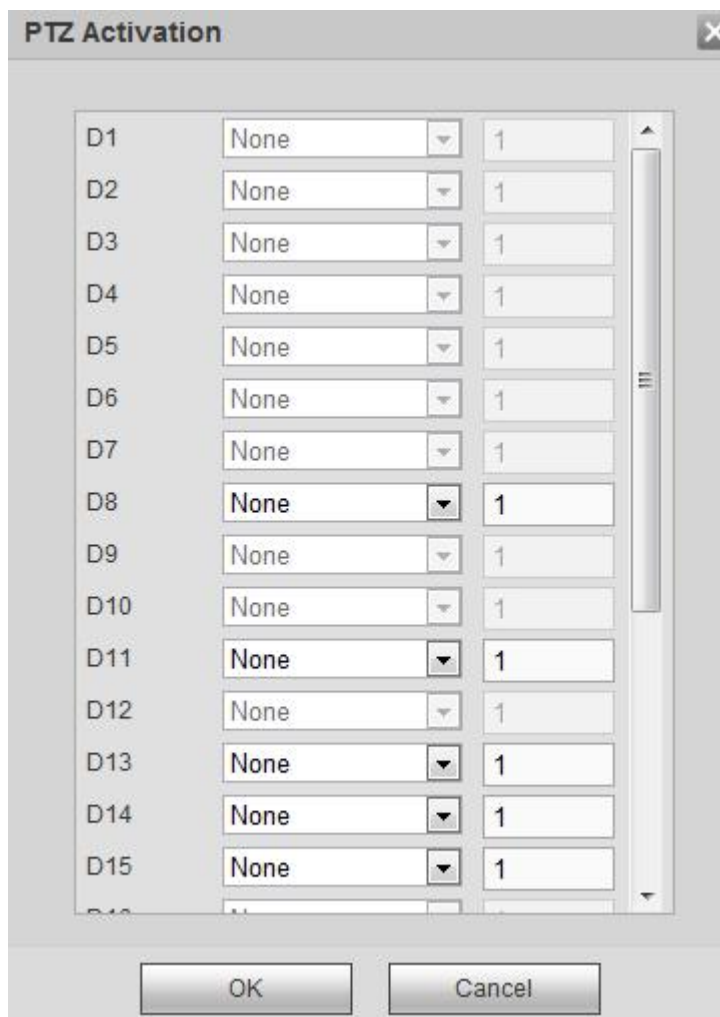 PTZ Activation
D1 None 1
D2 None 1
D3 None 1
D4 None 1
D5 None 1
D6 None 1
D7 None 1
D8 None 1
D9 None 1
D10 None 1
D11 None 1
D12 None 1
D13 None 1
D14 None 1
D15 None 1
OK Cancel